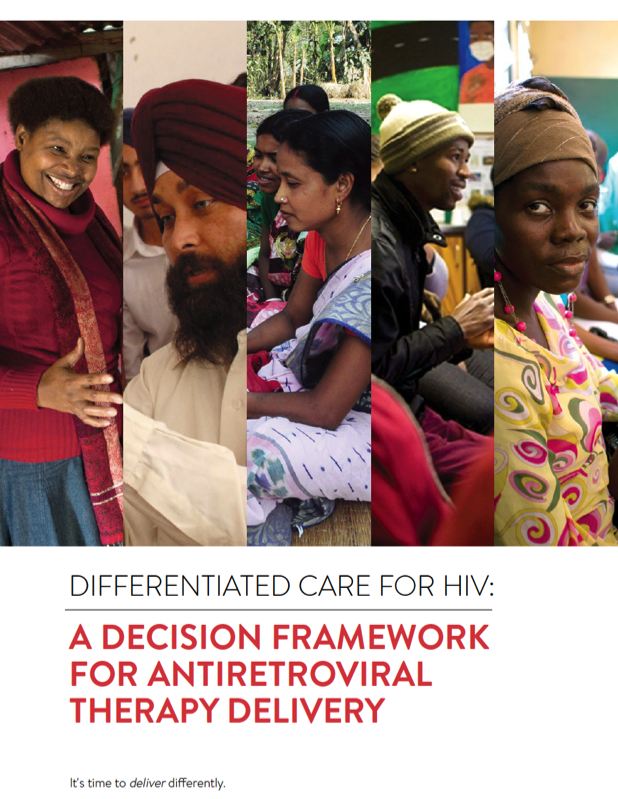 DIFFERENTIATED CARE FOR HIV:
A DECISION FRAMEWORK
FOR ANTIRETROVIRAL
THERAPY DELIVERY
It's time to deliver differently.